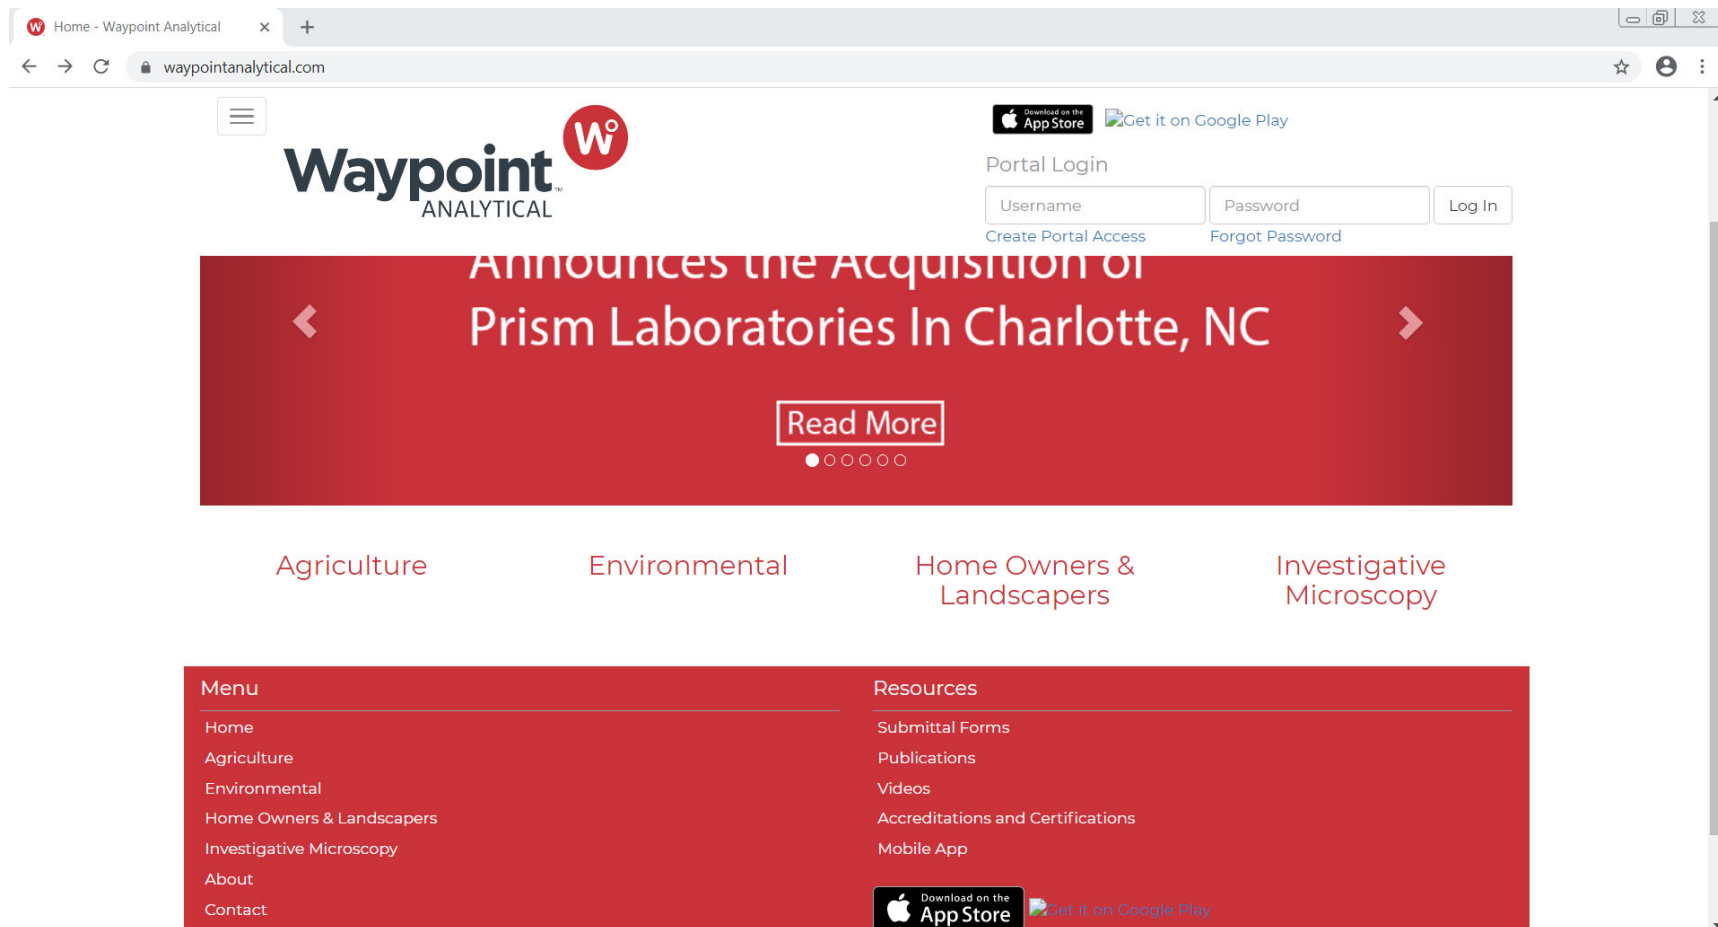 Home - Waypoint Analytical
waypointanalytical.com
Waypoint™
ANALYTICAL
W
Download on the
App Store
Get it on Google Play
Portal Login
Username
Password
Log In
Create Portal Access
Forgot Password
Announces the Acquisition of
Prism Laboratories In Charlotte, NC
Read More
Agriculture
Environmental
Home Owners &
Landscapers
Investigative
Microscopy
Menu
Home
Agriculture
Environmental
Home Owners & Landscapers
Investigative Microscopy
About
Contact
Resources
Submittal Forms
Publications
Videos
Accreditations and Certifications
Mobile App
Download on the
App Store
Get it on Google Play